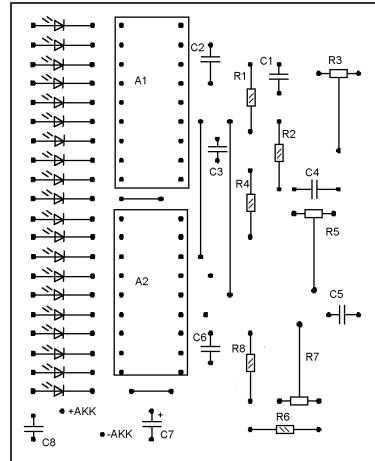 C2
C1
R3
A1
R1
R2
C3
R4
C4
R5
A2
C5
C6
R8
R7
+AKK
-AKK
+
C8
C7
R6